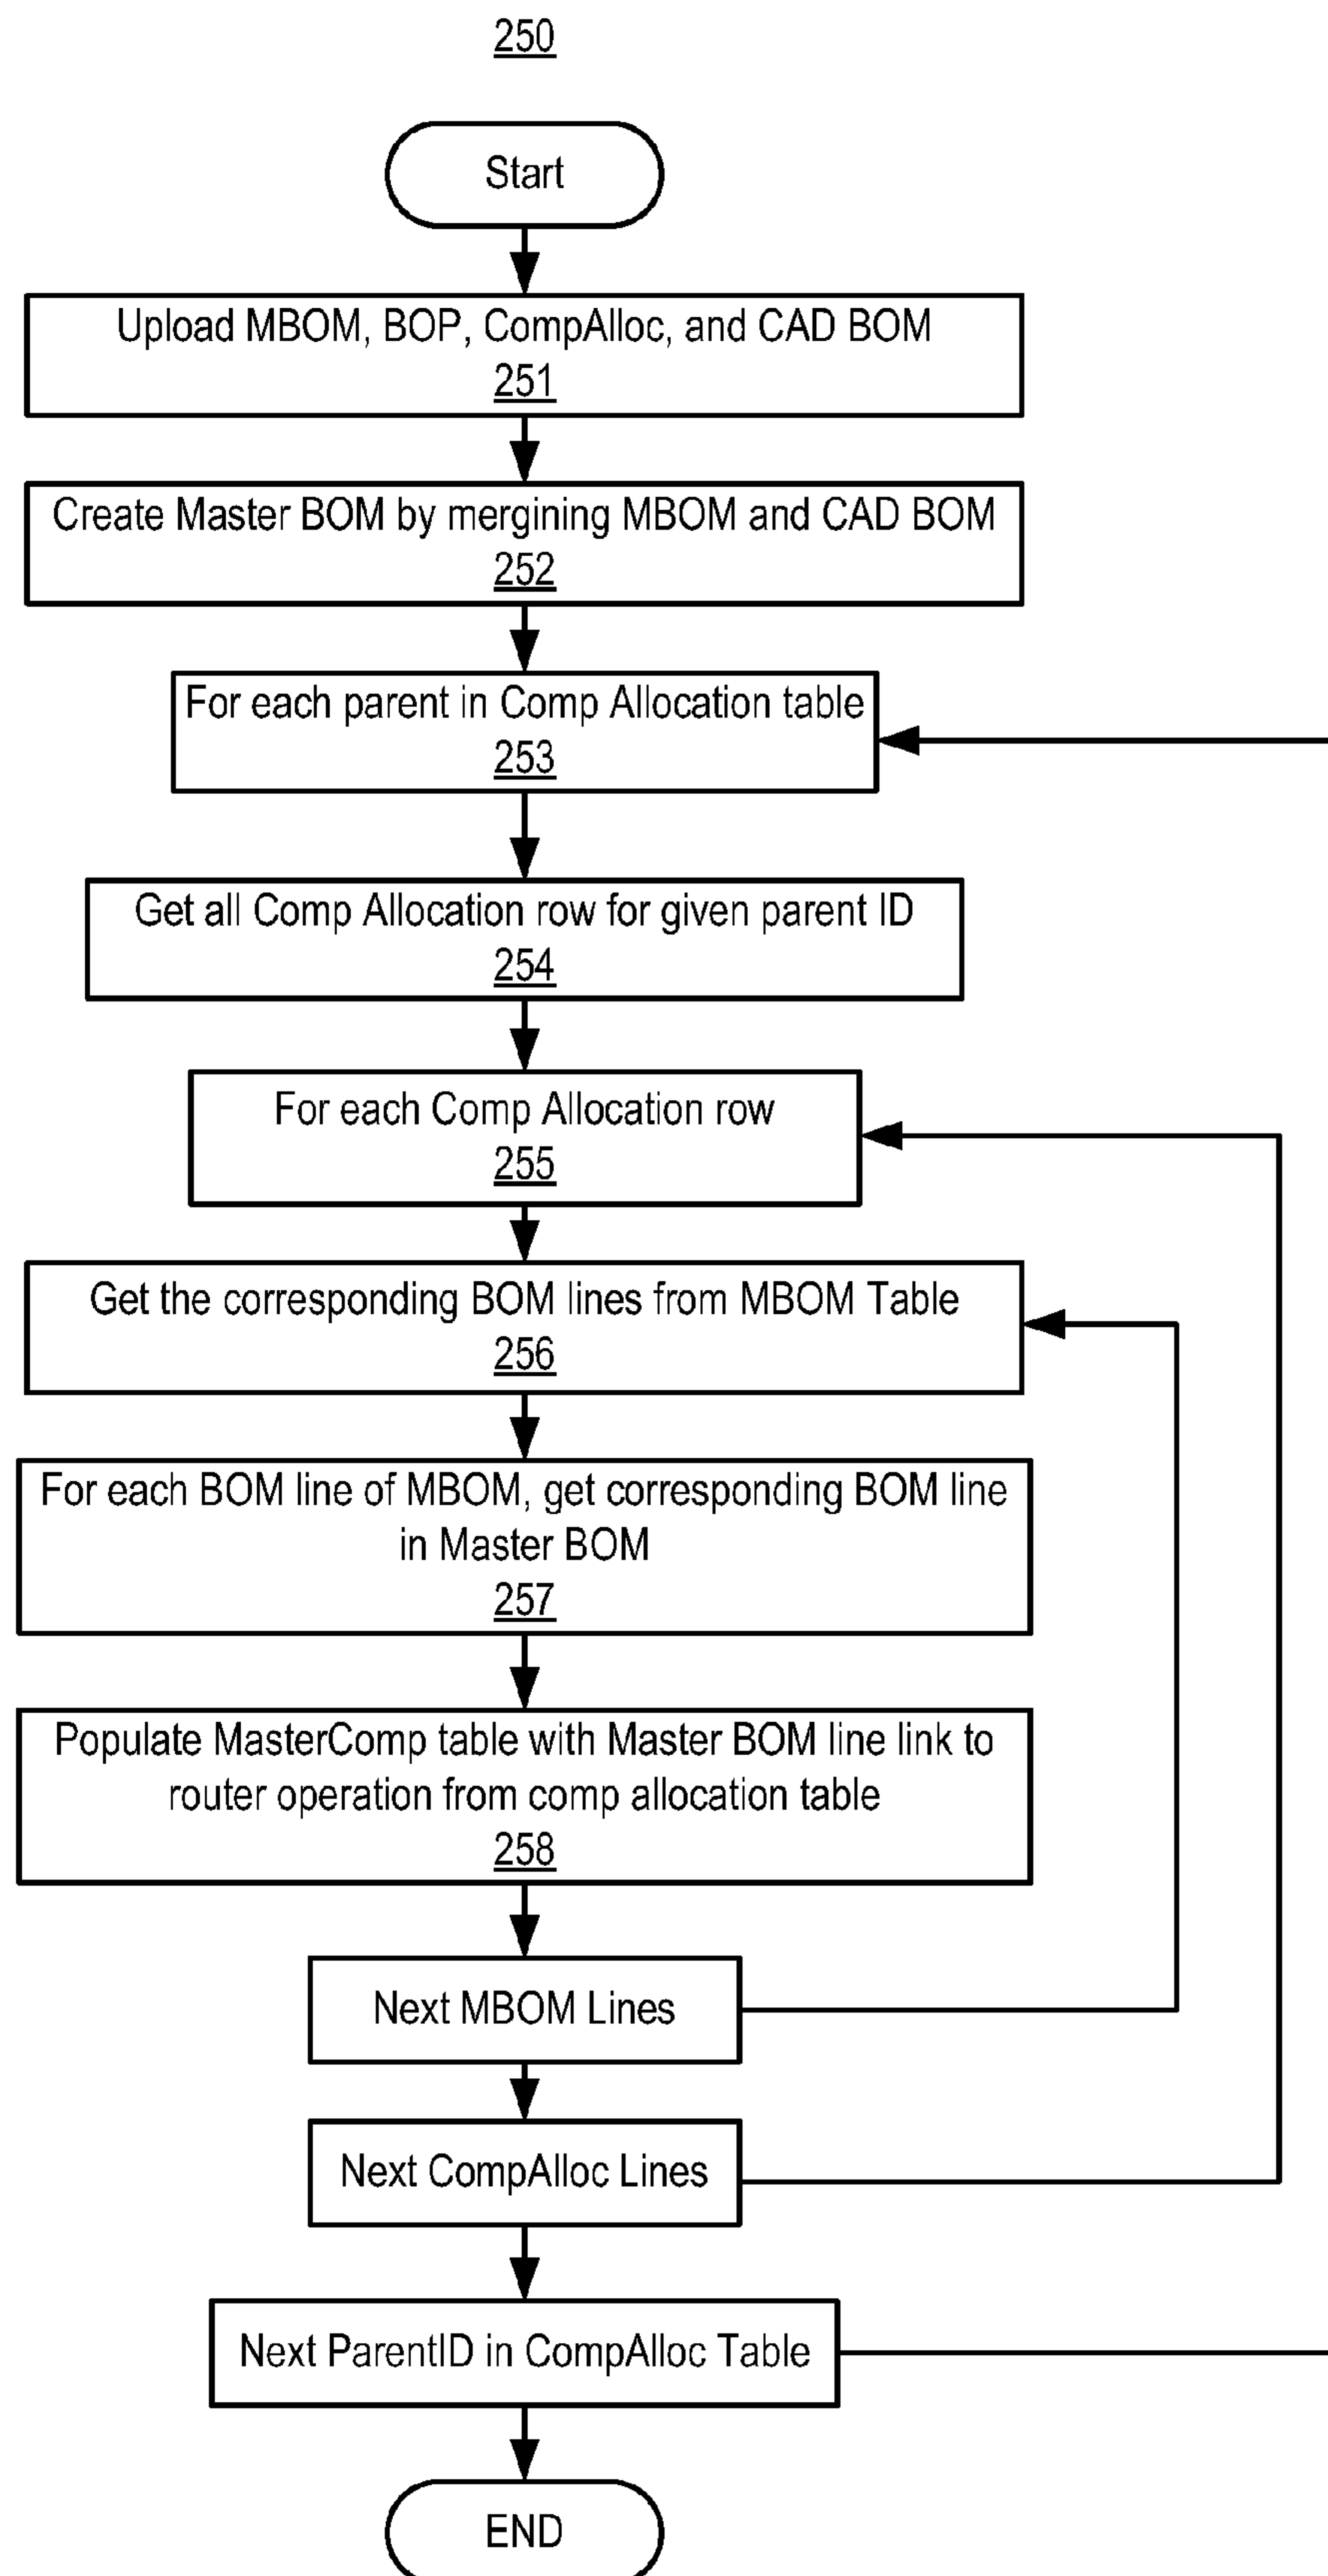 250
Start
Upload MBOM, BOP, CompAlloc, and CAD BOM
251
Create Master BOM by mergining MBOM and CAD BOM
252
For each parent in Comp Allocation table
253
Get all Comp Allocation row for given parent ID
254
For each Comp Allocation row
255
Get the corresponding BOM lines from MBOM Table
256
For each BOM line of MBOM, get corresponding BOM line
in Master BOM
257
Populate MasterComp table with Master BOM line link to
router operation from comp allocation table
258
Next MBOM Lines
Next CompAlloc Lines
Next ParentID in CompAlloc Table
END